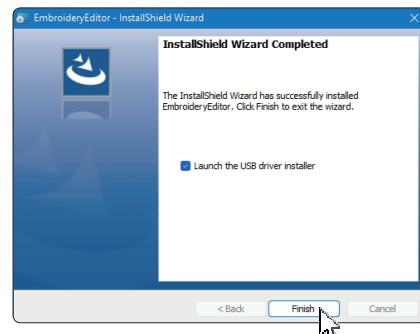 EmbroideryEditor - InstallShield Wizard
InstallShield Wizard Completed
The InstallShield Wizard has successfully installed
EmbroideryEditor. Click Finish to exit the wizard.
Launch the USB driver installer
< Back
Finish
Cancel